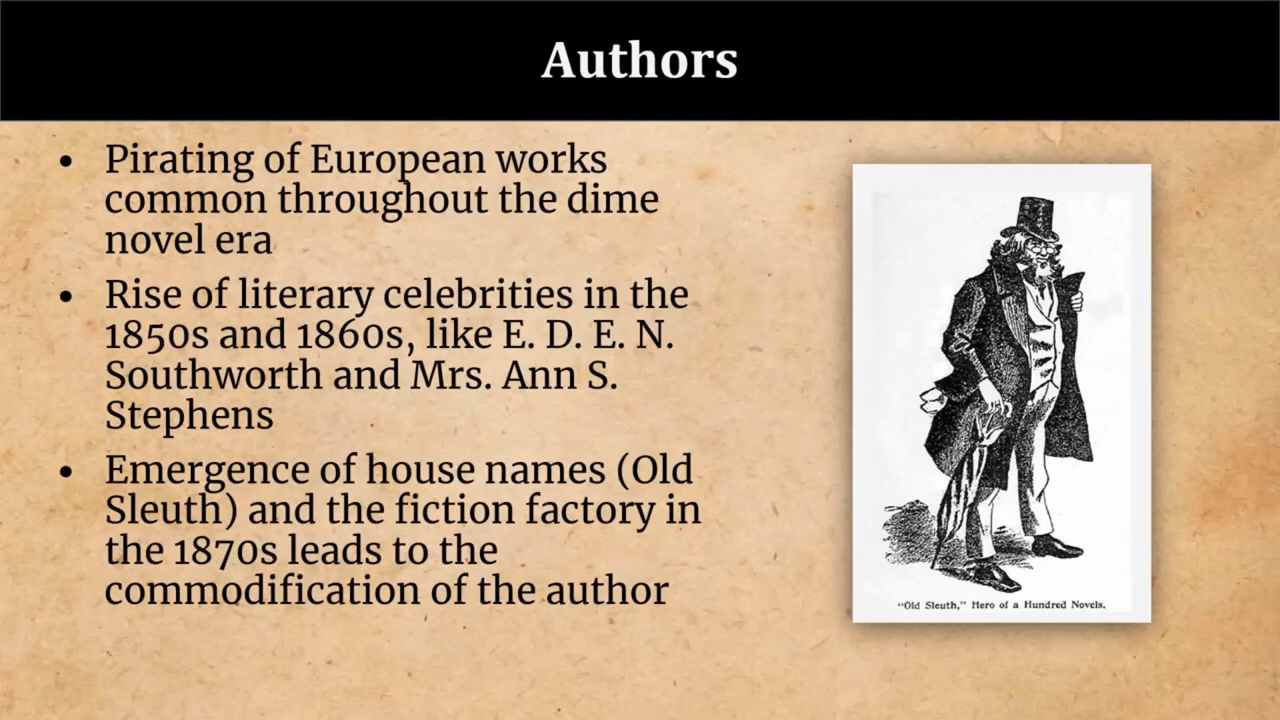 Authors
• Pirating of European works
common throughout the dime
novel era
• Rise of literary celebrities in the
1850s and 1860s, like E. D. E. N.
Southworth and Mrs. Ann S.
Stephens
• Emergence of house names (Old
Sleuth) and the fiction factory in
the 1870s leads to the
commodification of the author
"Old Sleuth," Hero of a Hundred Novels.